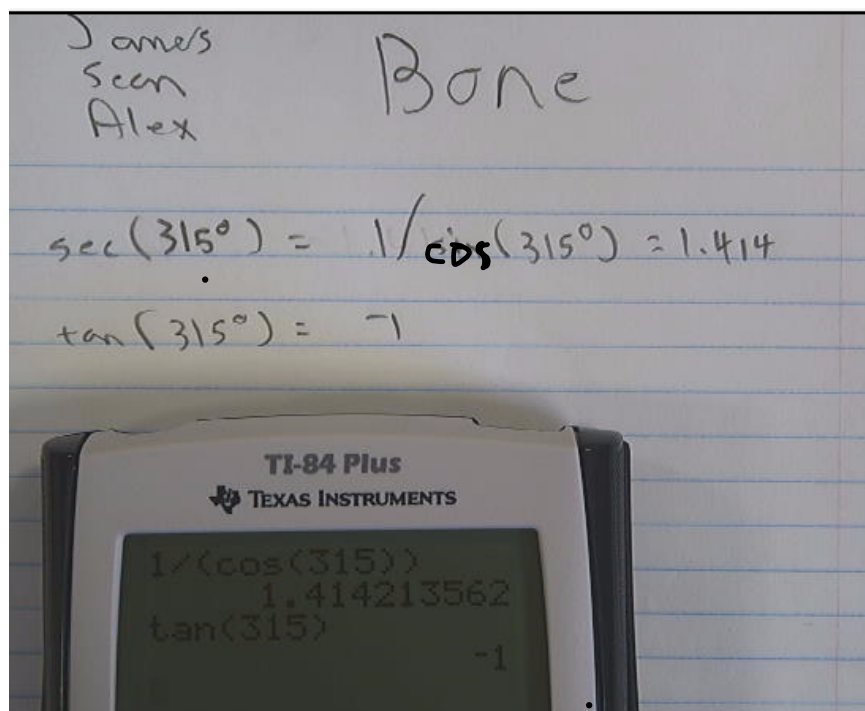 James
Sean
Alex
Bone
sec(315°) = 1/cos(315°) = 1.414
tan(315°) = -1
TI-84 Plus
TEXAS INSTRUMENTS
1/(cos(315))
1.414213562
tan(315)
-1